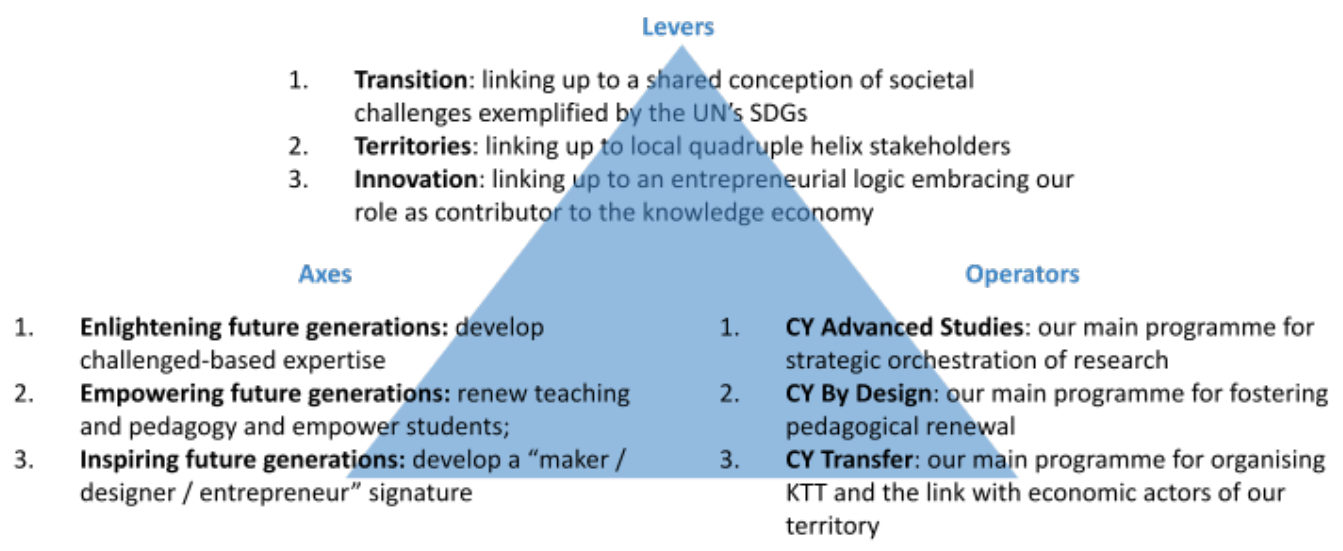 Levers
1. Transition: linking up to a shared conception of societal
challenges exemplified by the UN's SDGs
2. Territories: linking up to local quadruple helix stakeholders
3. Innovation: linking up to an entrepreneurial logic embracing our
role as contributor to the knowledge economy
Axes
1. Enlightening future generations: develop
challenged-based expertise
2. Empowering future generations: renew teaching
and pedagogy and empower students;
3. Inspiring future generations: develop a “maker /
designer / entrepreneur” signature
Operators
1. CY Advanced Studies: our main programme for
strategic orchestration of research
2. CY By Design: our main programme for fostering
pedagogical renewal
3. CY Transfer: our main programme for organising
KTT and the link with economic actors of our
territory